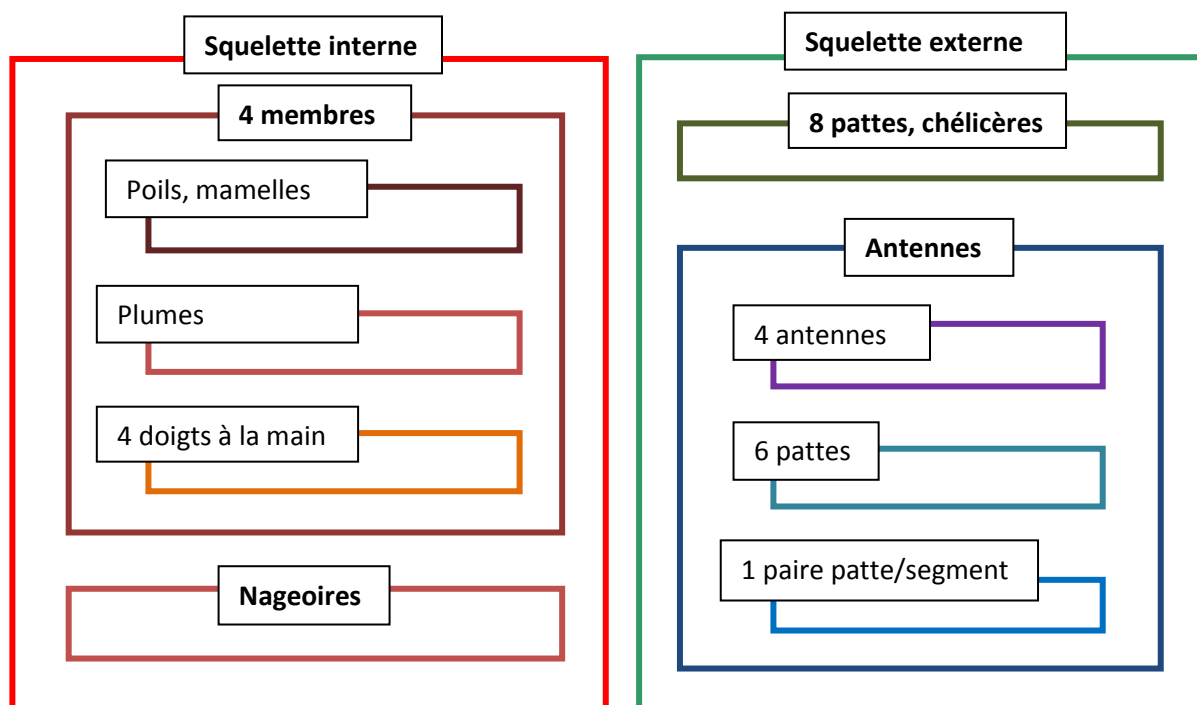 Squelette interne
4 membres
Poils, mamelles
Plumes
4 doigts à la main
Nageoires
Squelette externe
8 pattes, chélicères
Antennes
4 antennes
6 pattes
1 paire patte/segment